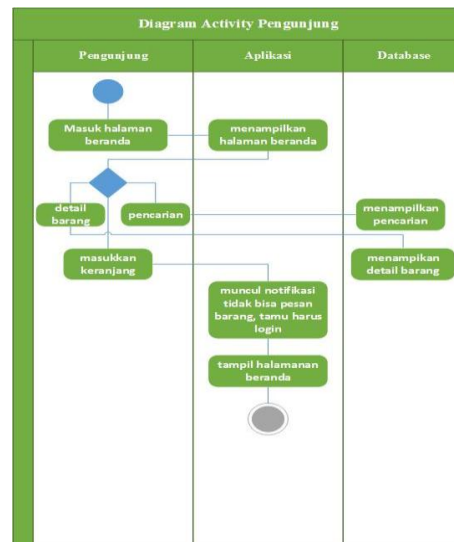 Diagram Activity Pengunjung
Pengunjung
Aplikasi
Database
Masuk halaman
beranda
menampilkan
halaman beranda
detail
barang
pencarian
menampilkan
pencarian
masukkan
keranjang
menampikan
detail barang
muncul notifikasi
tidak bisa pesan
barang, tamu harus
login
tampil halamanan
beranda